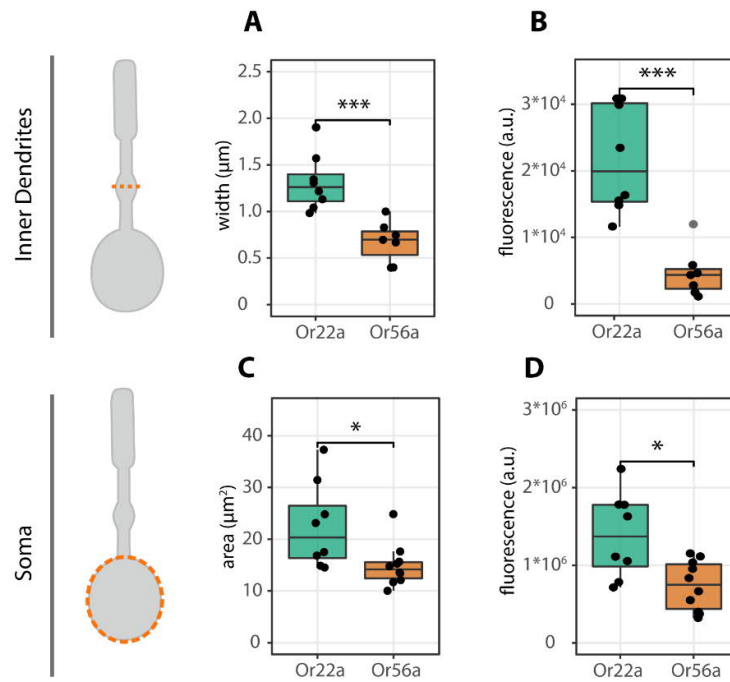 Inner Dendrites
A
width (µm)
2.5
2.0
1.5
1.0
0.5
0
***
Or22a Or56a
B
fluorescence (a.u.)
3*10⁴
2*10⁴
1*10⁴
0
***
Or22a Or56a
Soma
C
area (µm²)
40
30
20
10
0
*
Or22a Or56a
D
fluorescence (a.u.)
3*10⁶
2*10⁶
1*10⁶
0
*
Or22a Or56a